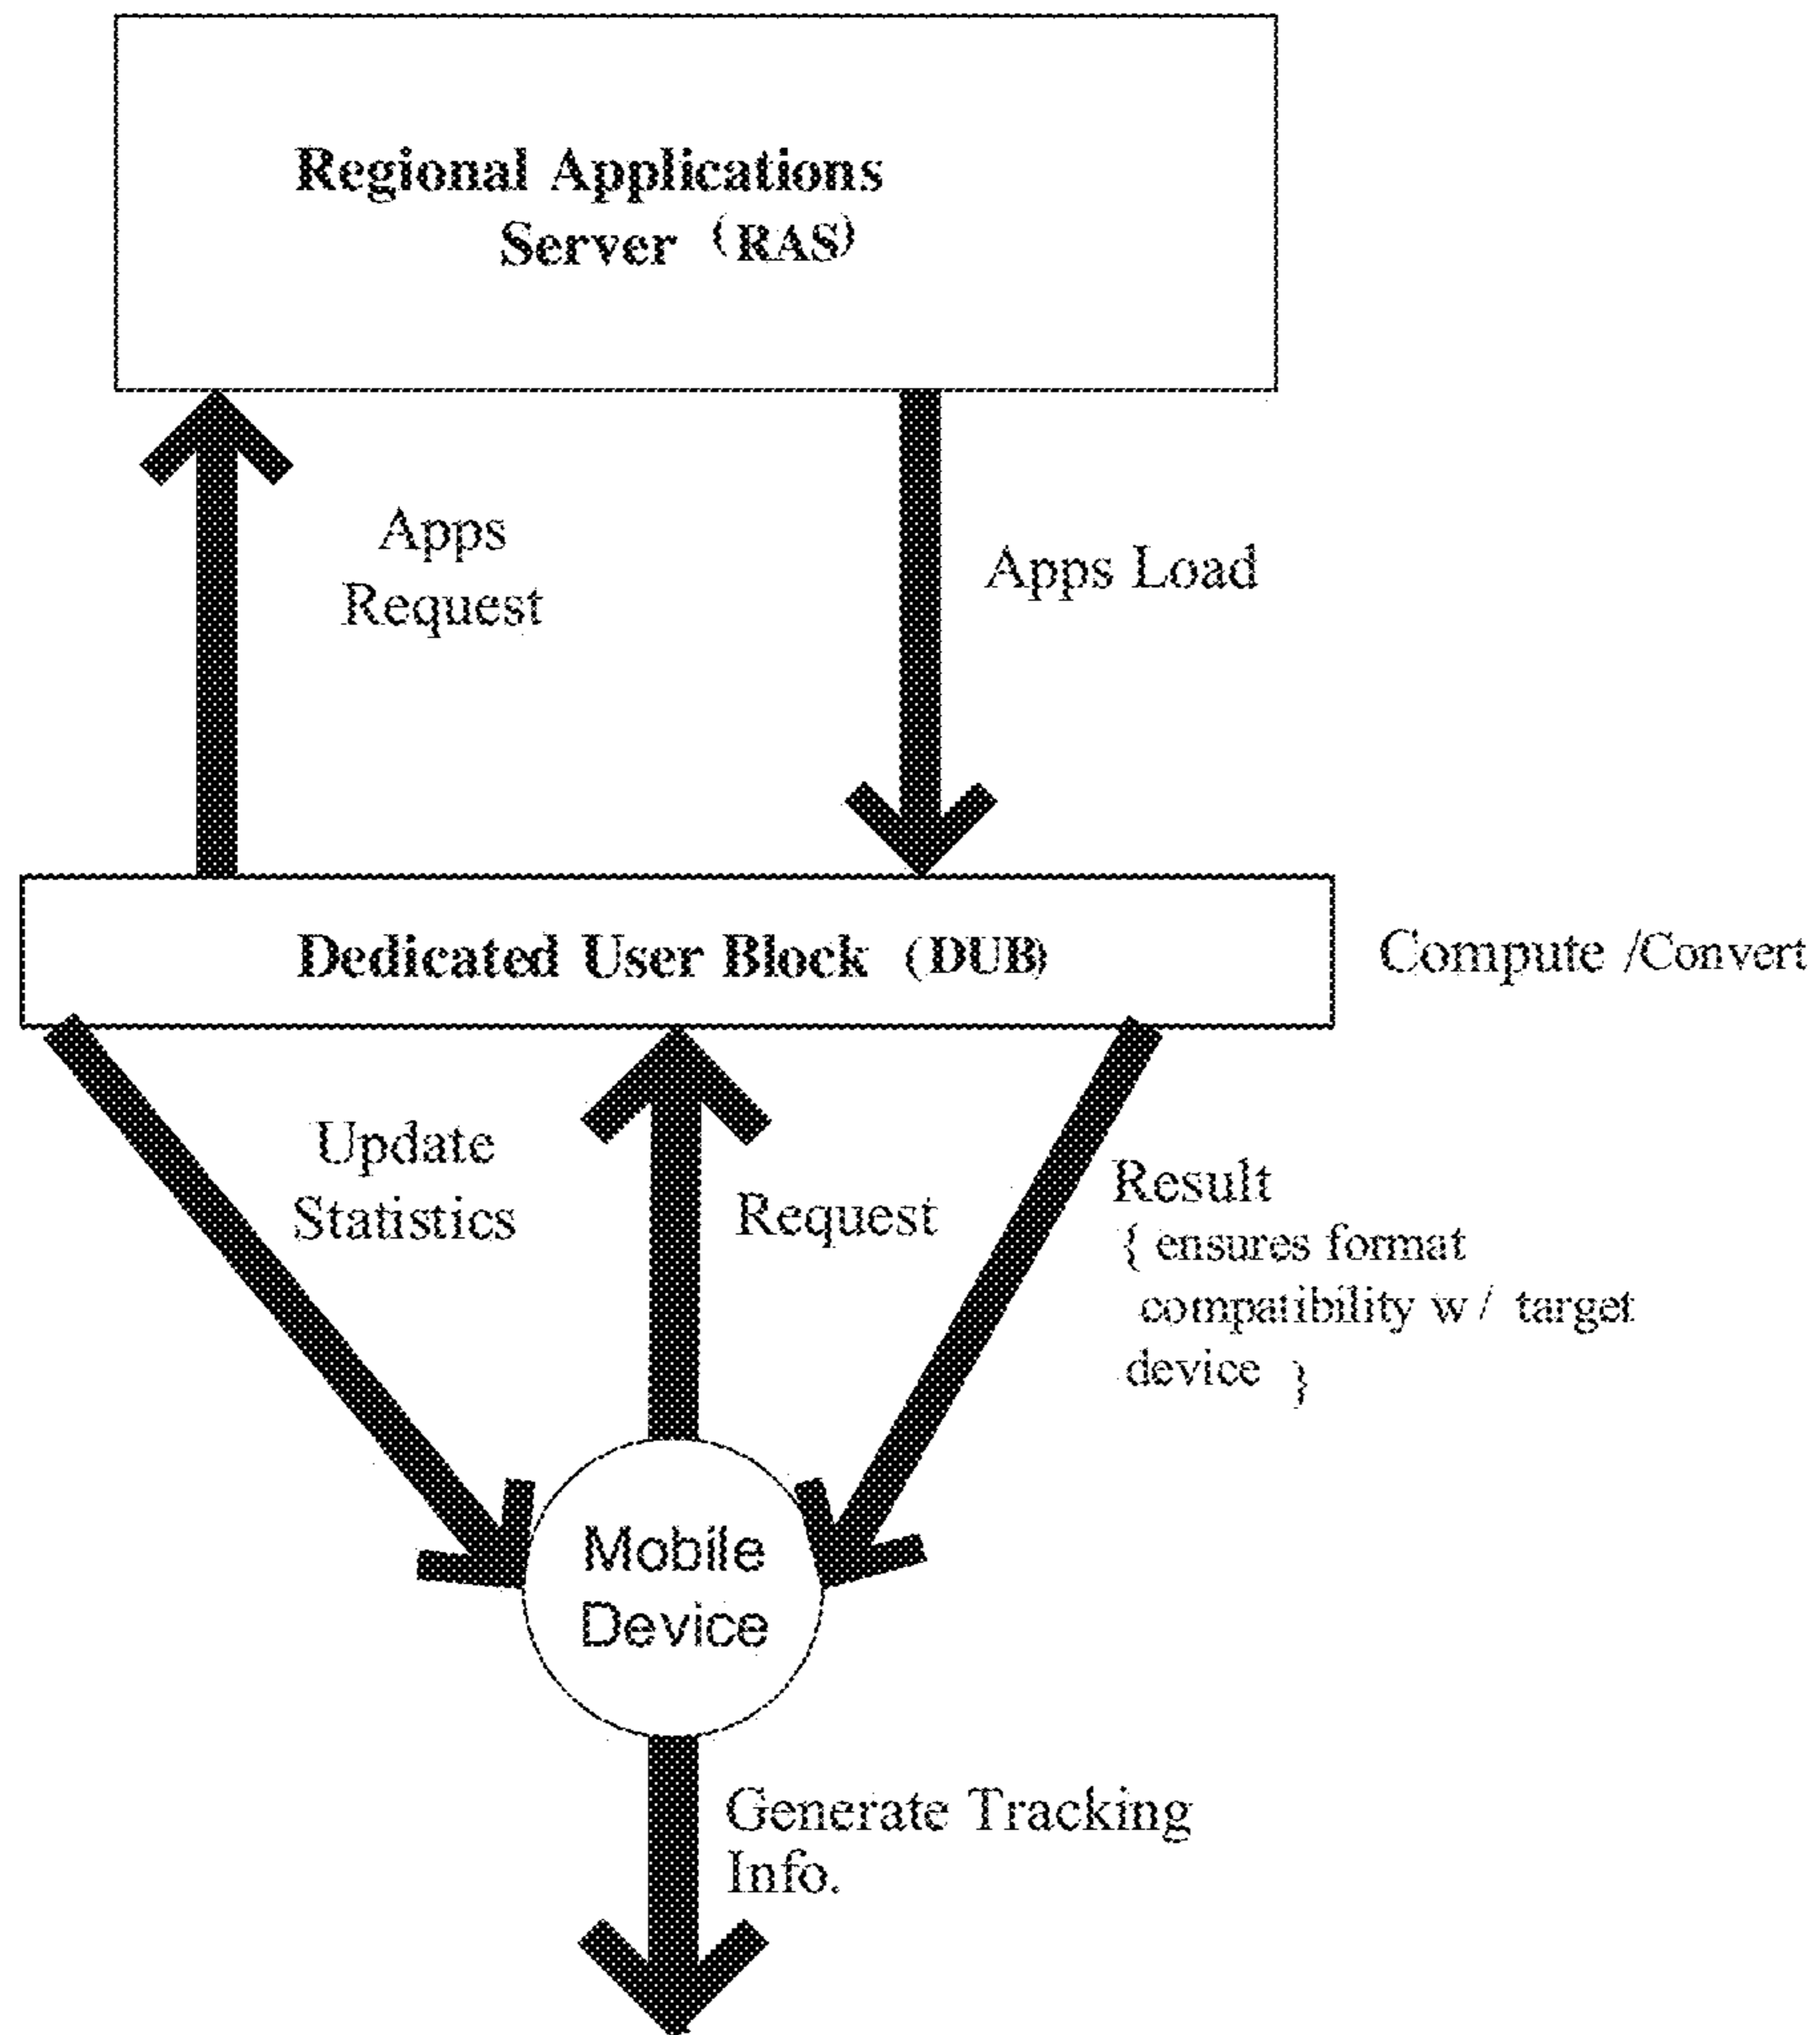 Regional Applications
Server (RAS)
Apps
Request
Apps Load
Dedicated User Block (DUB)
Compute /Convert
Update
Statistics
Request
Result
{ ensures format
compatibility w / target
device }
Mobile
Device
Generate Tracking
Info.